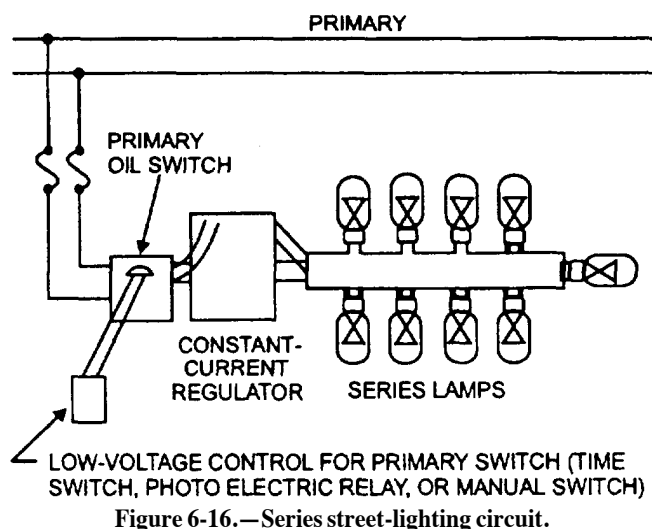 PRIMARY
PRIMARY
OIL SWITCH
CONSTANT-
CURRENT
REGULATOR
SERIES LAMPS
LOW-VOLTAGE CONTROL FOR PRIMARY SWITCH (TIME
SWITCH, PHOTO ELECTRIC RELAY, OR MANUAL SWITCH)
Figure 6-16.—Series street-lighting circuit.